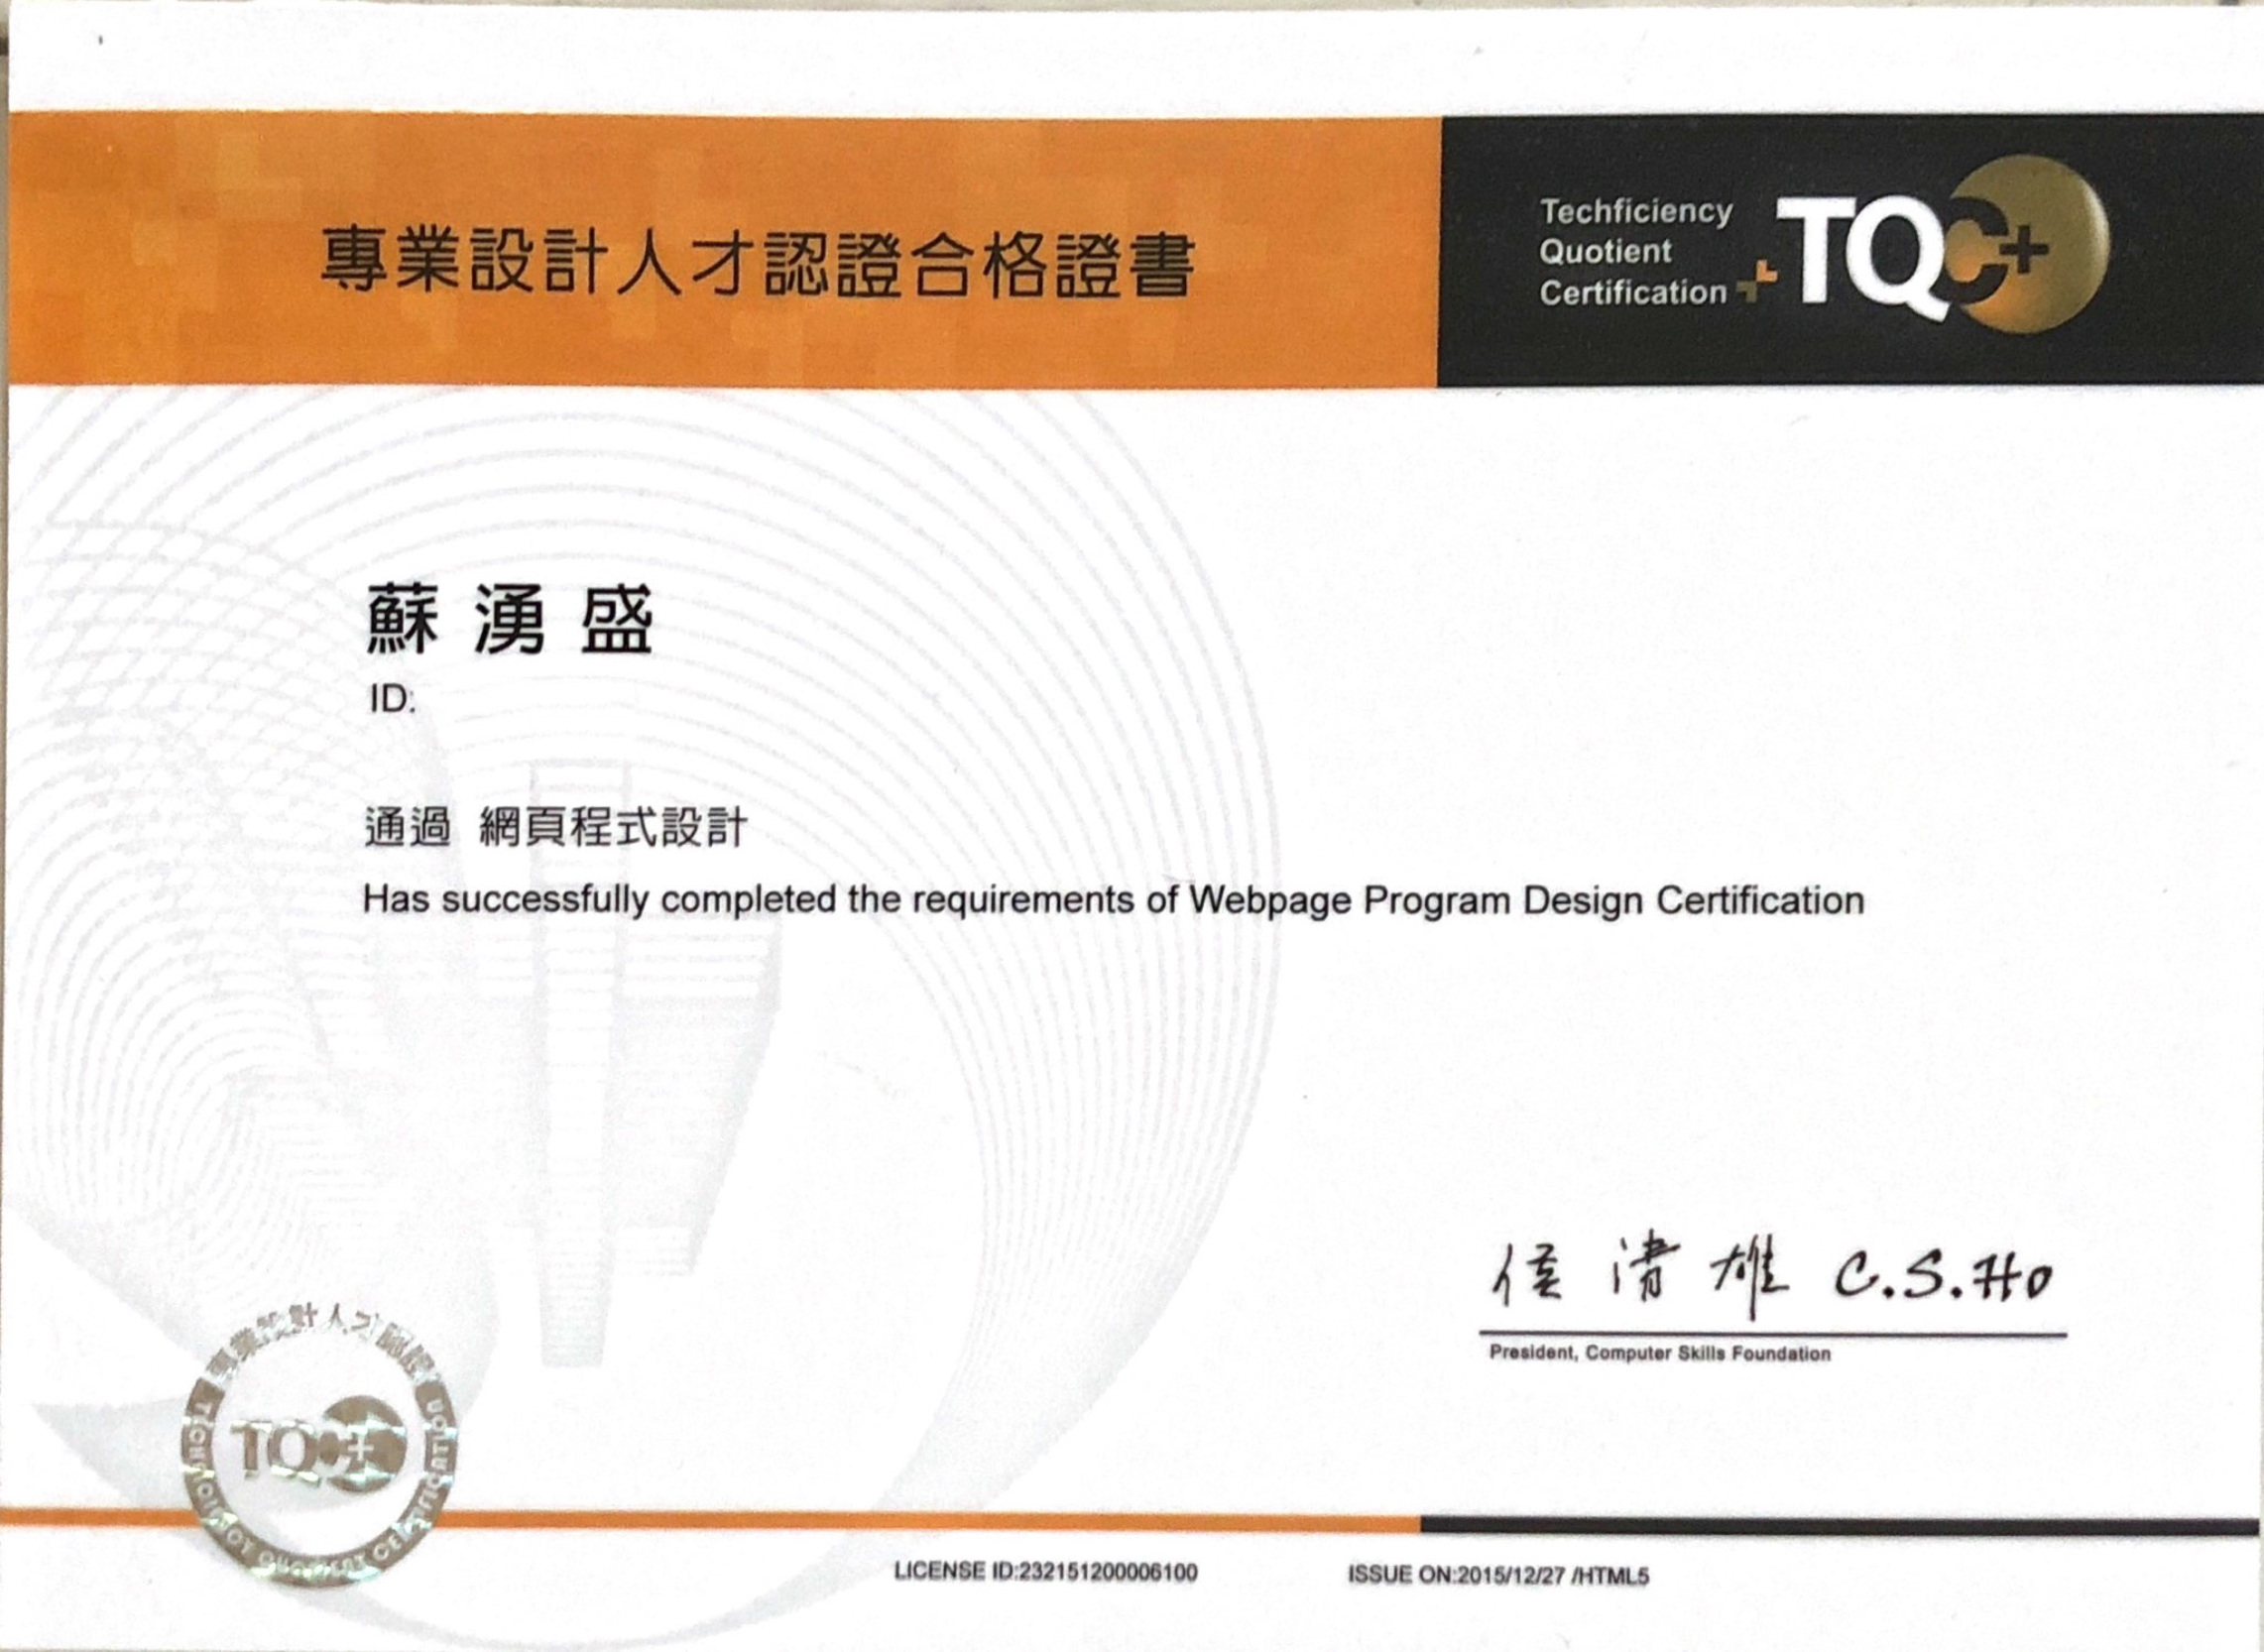 專業設計人才認證合格證書
Techficiency
Quotient
Certification
TQC+
蘇湧盛
ID:
通過 網頁程式設計
Has successfully completed the requirements of Webpage Program Design Certification
侯清雄 C.S.Ho
President, Computer Skills Foundation
專業設計人才認證
TQC+
TECHFICIENCY QUOTIENT CERTIFICATION
LICENSE ID:232151200006100
ISSUE ON:2015/12/27 /HTML5